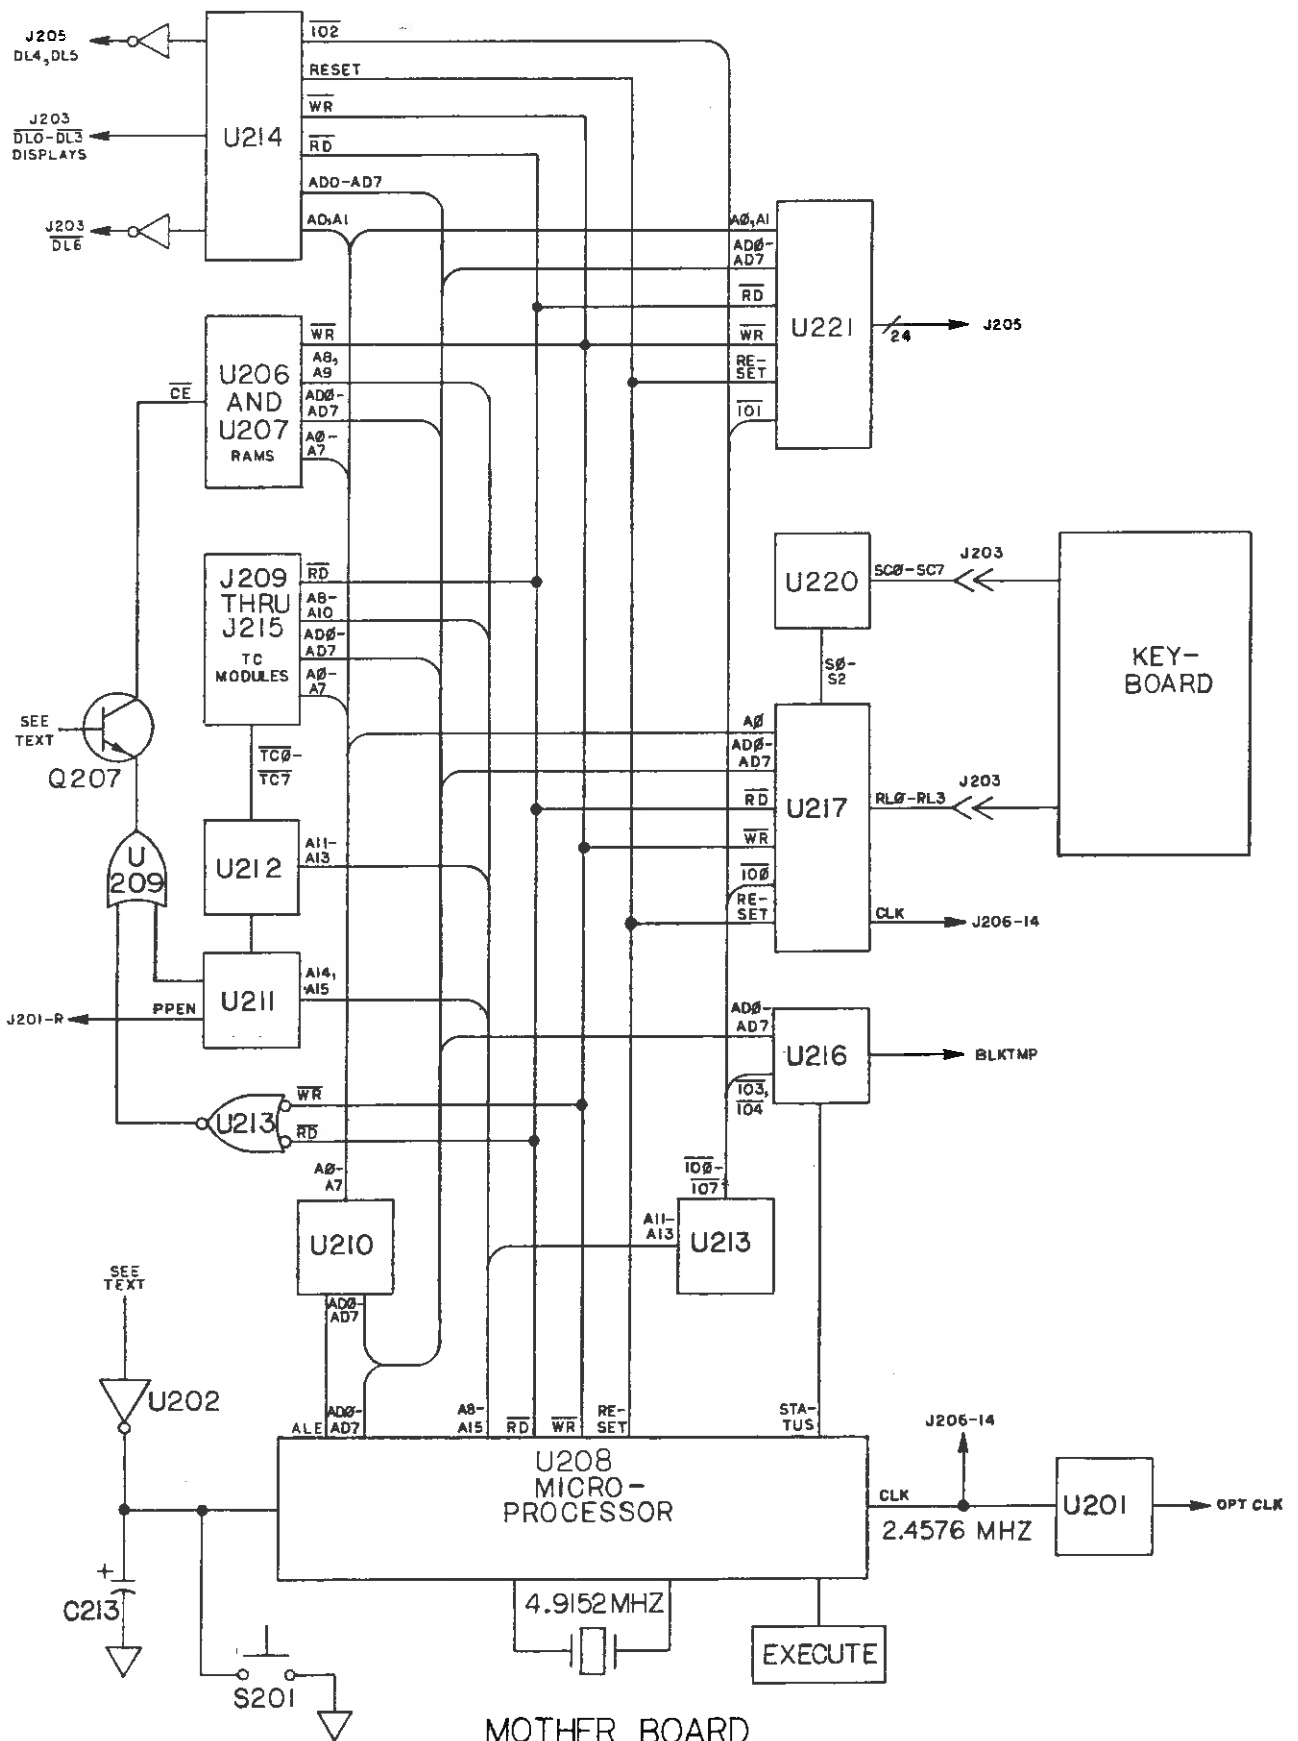 J205
DL4,DL5
IO2
RESET
WR
RD
AD0-AD7
A0,A1
U214
J203
DL0-DL3
DISPLAYS
J203
DL6
A0,A1
AD0-
AD7
RD
WR
RE-
SET
IO1
U221
24
J205
CE
U206
AND
U207
RAMS
WR
A8,
A9
AD0-
AD7
A0-
A7
J209
THRU
J215
TC
MODULES
RD
A8-
A10
AD0-
AD7
A0-
A7
U220
SC0-SC7
J203
S0-
S2
KEY-
BOARD
SEE
TEXT
Q207
TC0-
TC7
A0
AD0-
AD7
RD
WR
IO0
RE-
SET
U217
RL0-RL3
J203
CLK
J206-14
U
209
U212
A11-
A13
U211
A14,
A15
PPEN
J201-R
AD0-
AD7
U216
IO3,
IO4
BLKTMP
U213
WR
RD
A0-
A7
U210
AD0-
AD7
IO0-
IO7
A11-
A13
U213
SEE
TEXT
U202
ALE
AD0-
AD7
A8-
A15
RD
WR
RE-
SET
STA-
TUS
U208
MICRO-
PROCESSOR
J206-14
CLK
2.4576 MHZ
U201
OPT CLK
+
C213
S201
4.9152MHZ
EXECUTE
MOTHER BOARD